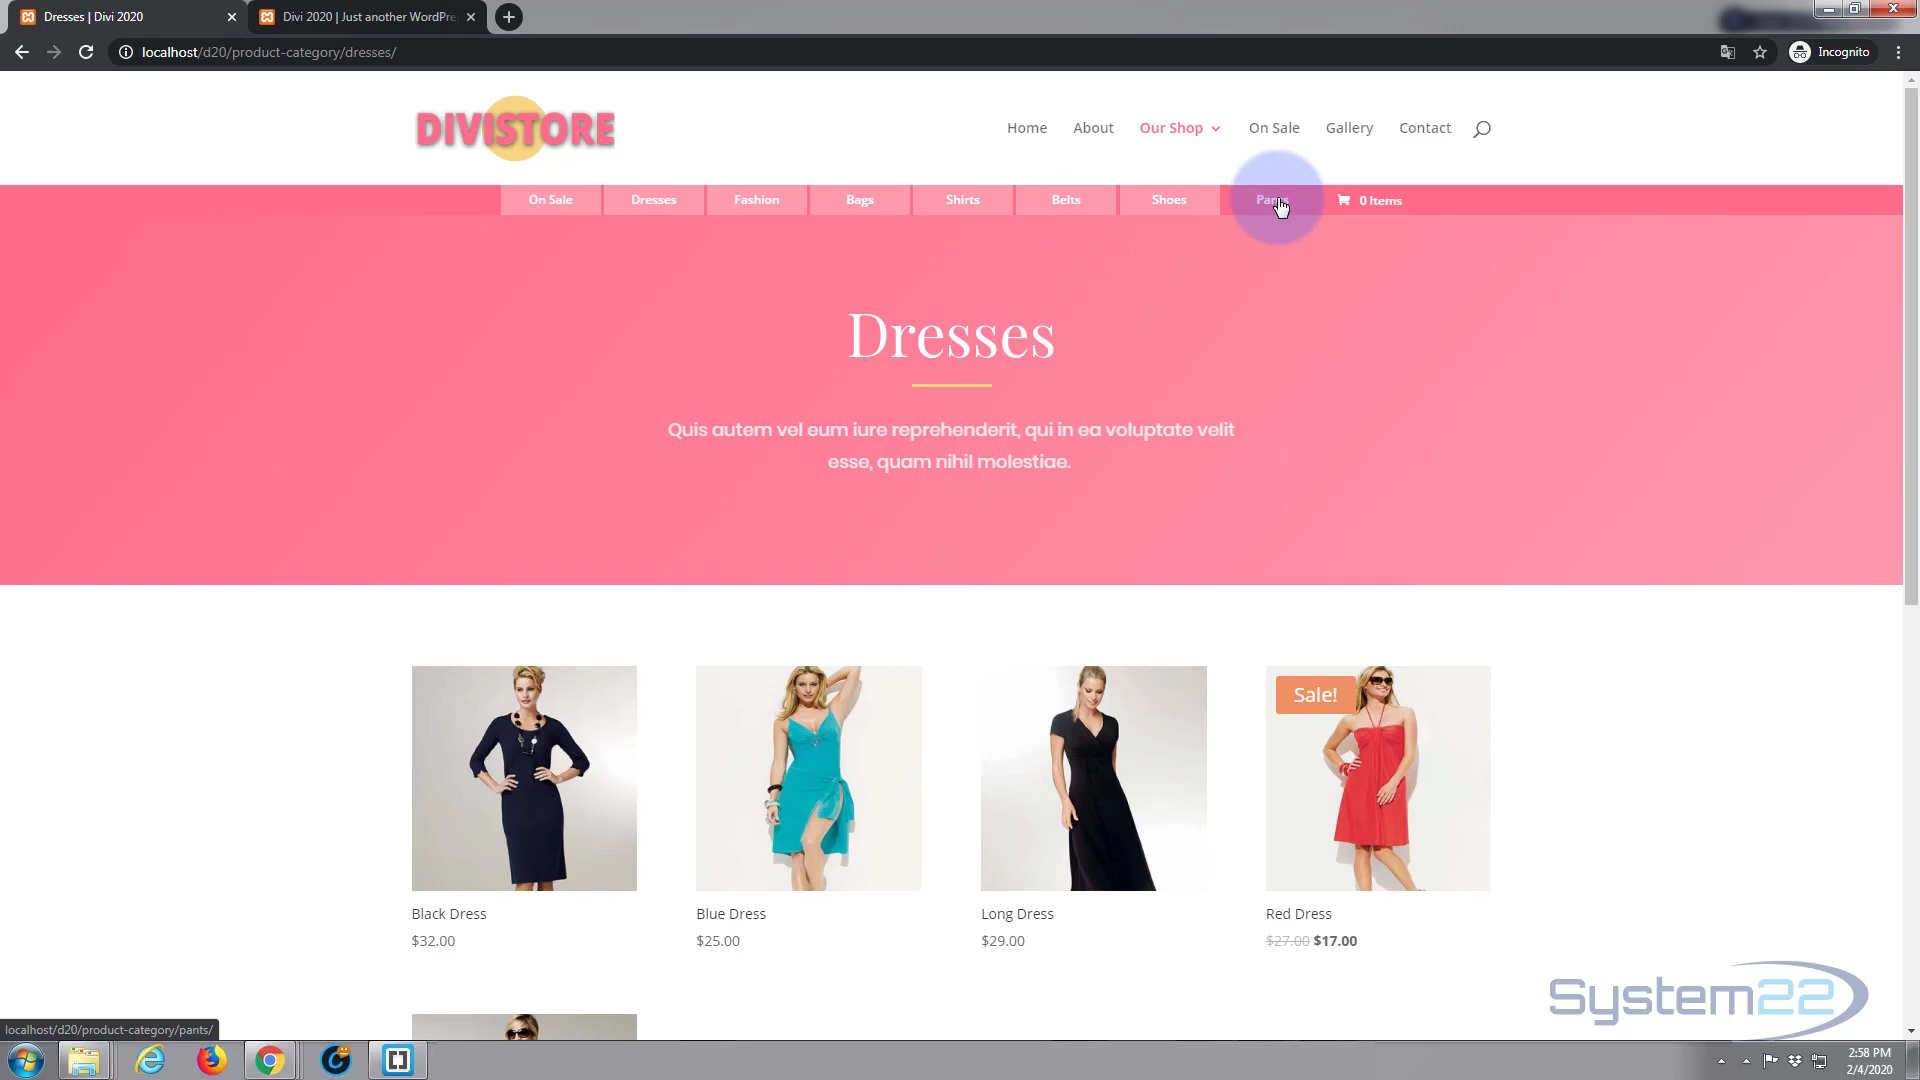 Dresses | Divi 2020
Divi 2020 | Just another WordPre
localhost/d20/product-category/dresses/
Incognito
DIVISTORE
Home
About
Our Shop
On Sale
Gallery
Contact
On Sale
Dresses
Fashion
Bags
Shirts
Belts
Shoes
Pants
0 Items
Dresses
Quis autem vel eum iure reprehenderit, qui in ea voluptate velit
esse, quam nihil molestiae.
Sale!
Black Dress
$32.00
Blue Dress
$25.00
Long Dress
$29.00
Red Dress
$27.00 $17.00
System22
localhost/d20/product-category/pants/
2:58 PM
2/4/2020